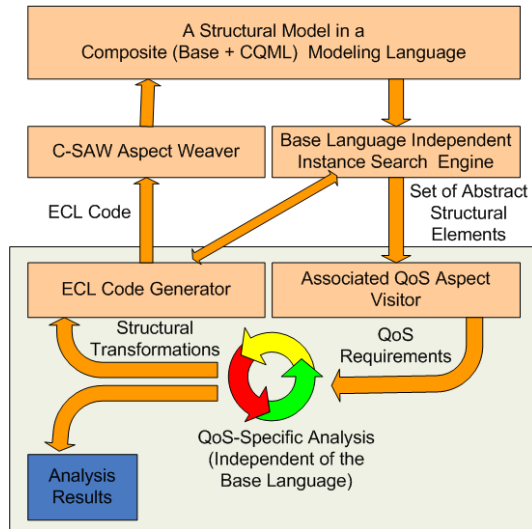 A Structural Model in a
Composite (Base + CQML) Modeling Language
C-SAW Aspect Weaver
Base Language Independent
Instance Search Engine
ECL Code
Set of Abstract
Structural
Elements
ECL Code Generator
Associated QoS Aspect
Visitor
Structural
Transformations
QoS
Requirements
QoS-Specific Analysis
(Independent of the
Base Language)
Analysis
Results